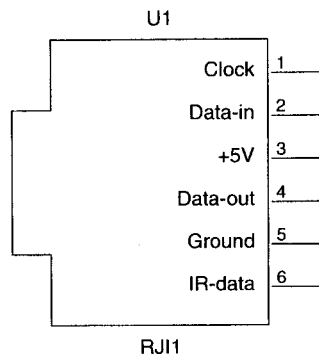 U1
Clock 1
Data-in 2
+5V 3
Data-out 4
Ground 5
IR-data 6
RJI1